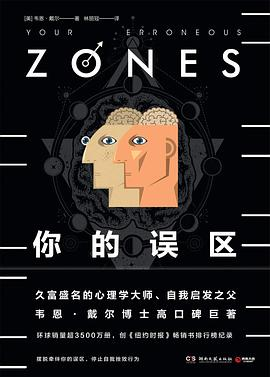 [美] 韦恩·戴尔——著 林丽冠——译
YOUR ERRONEOUS
ZONES
你的误区
久富盛名的心理学大师、自我启发之父
韦恩·戴尔博士高口碑巨著
环球销量超3500万册，创《纽约时报》畅销书排行榜纪录
摆脱牵绊你的误区，停止自我挫败行为
CS
湖南文艺出版社